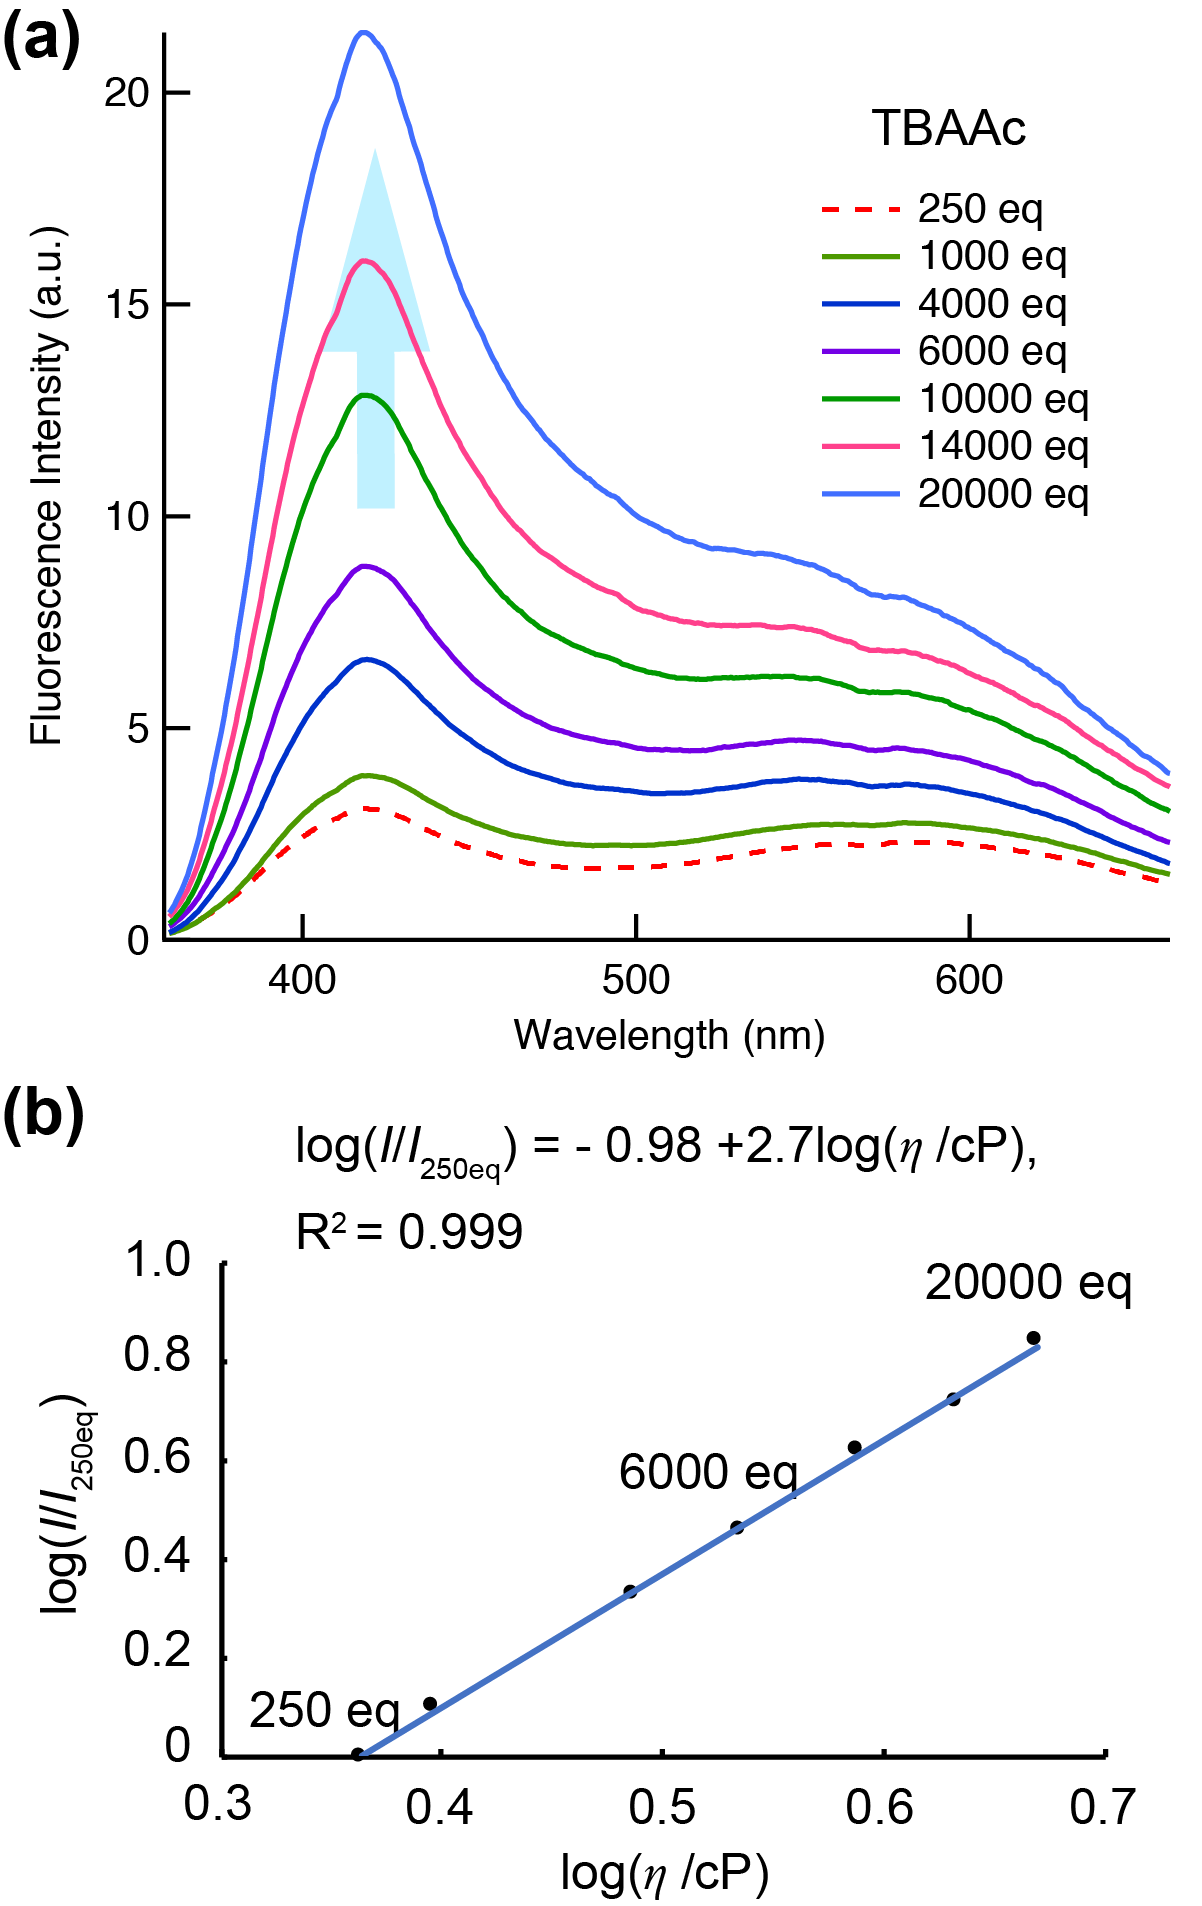 (a)
20
15
10
5
0
Fluorescence Intensity (a.u.)
TBAAc
250 eq
1000 eq
4000 eq
6000 eq
10000 eq
14000 eq
20000 eq
400 500 600
Wavelength (nm)
(b)
log(I/I250eq) = - 0.98 +2.7log(η /cP),
R² = 0.999
1.0
0.8
0.6
0.4
0.2
0
log(I/I250eq)
20000 eq
6000 eq
250 eq
0.3 0.4 0.5 0.6 0.7
log(η /cP)